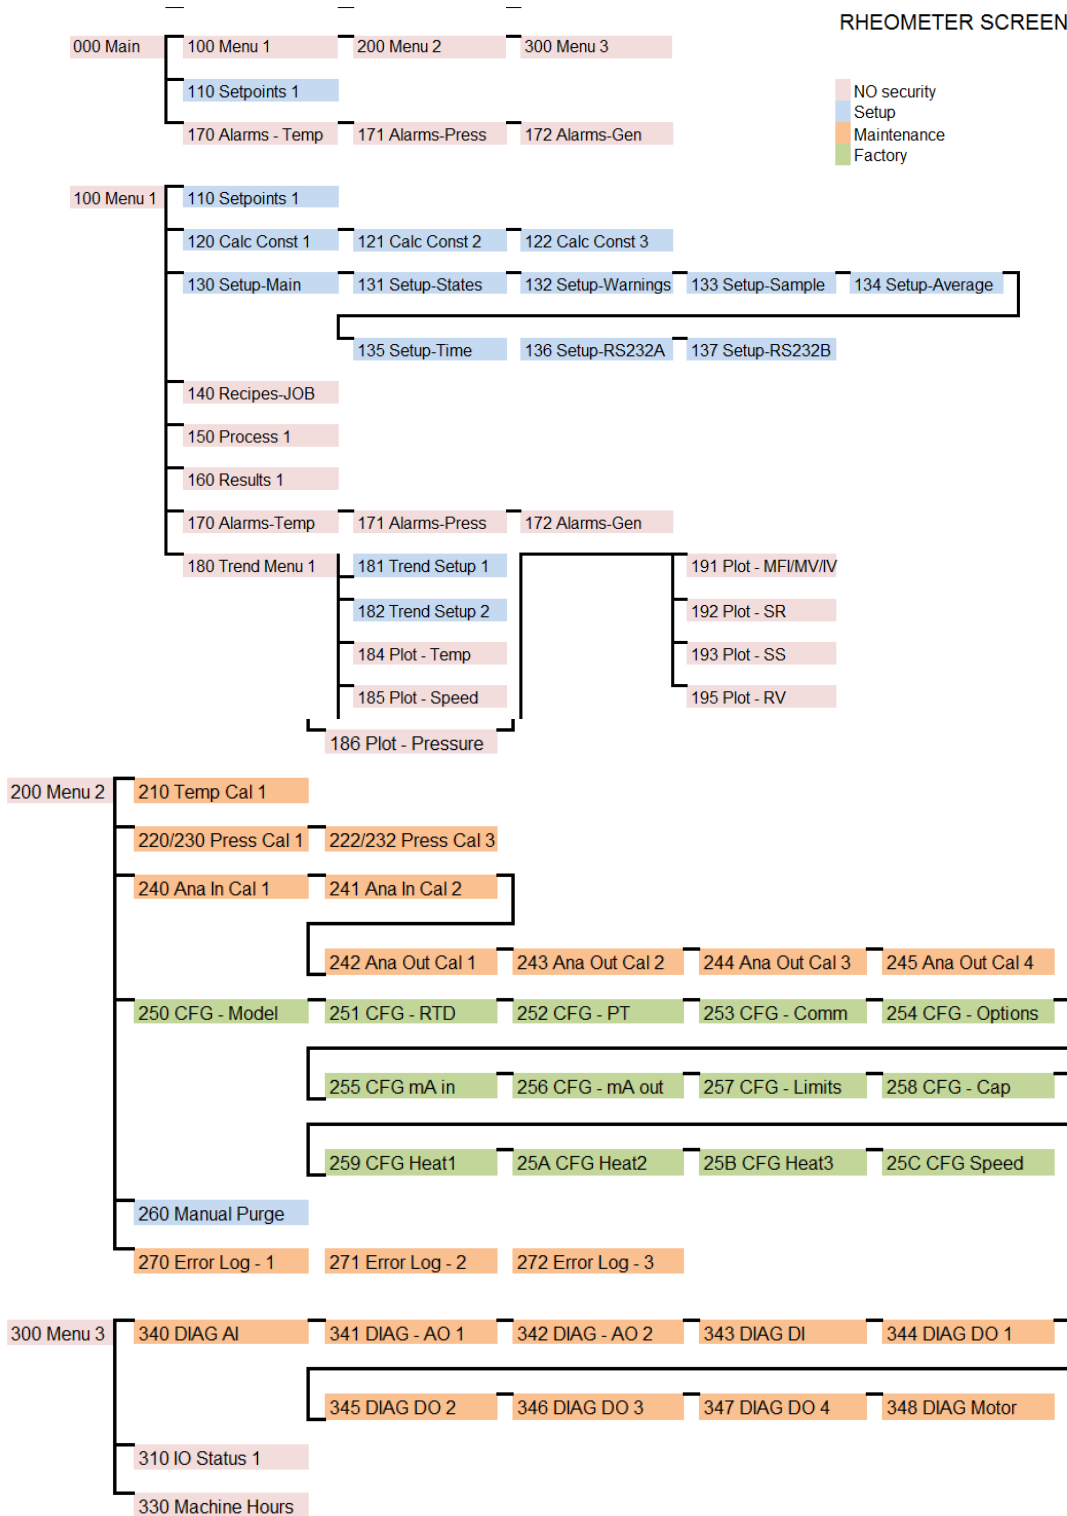 RHEOMETER SCREEN
000 Main
100 Menu 1
200 Menu 2
300 Menu 3
110 Setpoints 1
170 Alarms - Temp
171 Alarms-Press
172 Alarms-Gen
NO security
Setup
Maintenance
Factory
100 Menu 1
110 Setpoints 1
120 Calc Const 1
121 Calc Const 2
122 Calc Const 3
130 Setup-Main
131 Setup-States
132 Setup-Warnings
133 Setup-Sample
134 Setup-Average
135 Setup-Time
136 Setup-RS232A
137 Setup-RS232B
140 Recipes-JOB
150 Process 1
160 Results 1
170 Alarms-Temp
171 Alarms-Press
172 Alarms-Gen
180 Trend Menu 1
181 Trend Setup 1
191 Plot - MFI/MV/IV
182 Trend Setup 2
192 Plot - SR
184 Plot - Temp
193 Plot - SS
185 Plot - Speed
195 Plot - RV
186 Plot - Pressure
200 Menu 2
210 Temp Cal 1
220/230 Press Cal 1
222/232 Press Cal 3
240 Ana In Cal 1
241 Ana In Cal 2
242 Ana Out Cal 1
243 Ana Out Cal 2
244 Ana Out Cal 3
245 Ana Out Cal 4
250 CFG - Model
251 CFG - RTD
252 CFG - PT
253 CFG - Comm
254 CFG - Options
255 CFG mA in
256 CFG - mA out
257 CFG - Limits
258 CFG - Cap
259 CFG Heat1
25A CFG Heat2
25B CFG Heat3
25C CFG Speed
260 Manual Purge
270 Error Log - 1
271 Error Log - 2
272 Error Log - 3
300 Menu 3
340 DIAG AI
341 DIAG - AO 1
342 DIAG - AO 2
343 DIAG DI
344 DIAG DO 1
345 DIAG DO 2
346 DIAG DO 3
347 DIAG DO 4
348 DIAG Motor
310 IO Status 1
330 Machine Hours